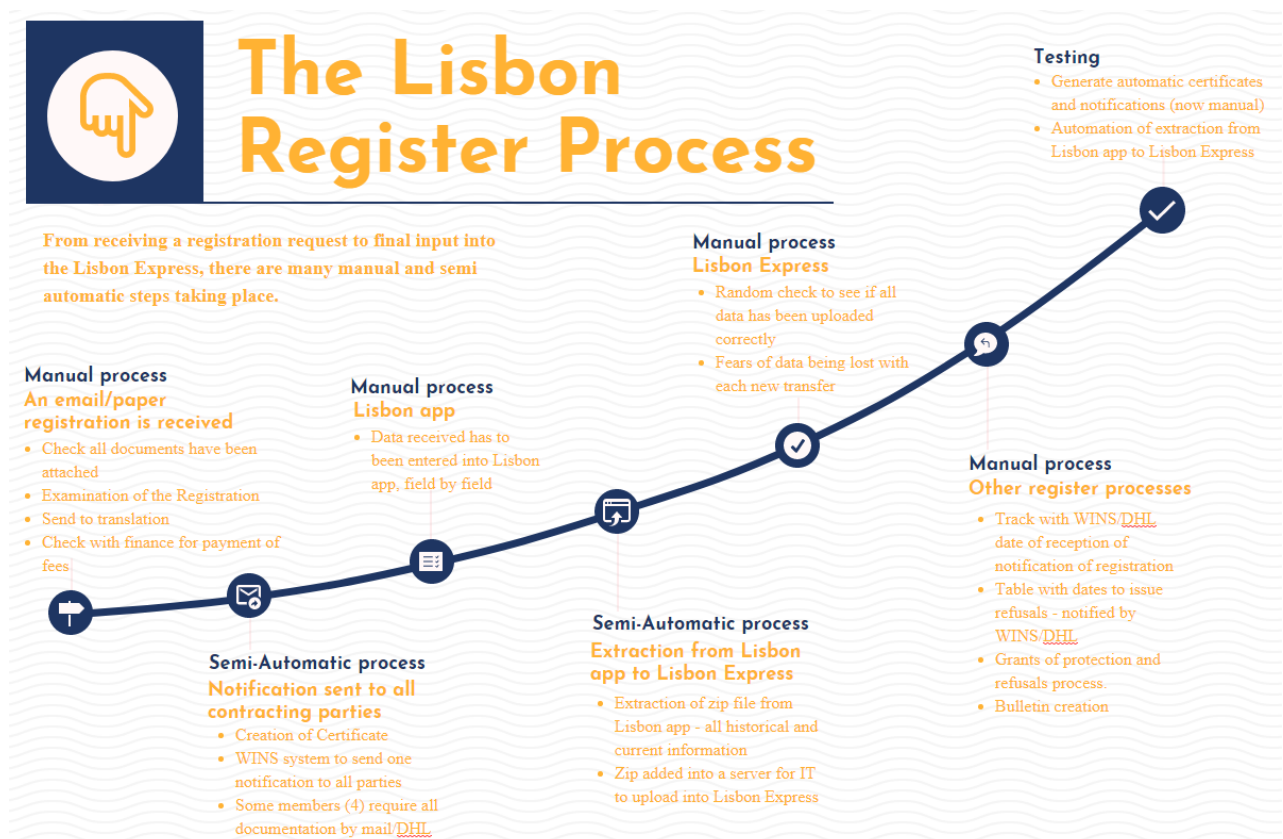 The Lisbon
Register Process
From receiving a registration request to final input into
the Lisbon Express, there are many manual and semi
automatic steps taking place.
Manual process
An email/paper
registration is received
• Check all documents have been
attached
• Examination of the Registration
• Send to translation
• Check with finance for payment of
fees
Semi-Automatic process
Notification sent to all
contracting parties
• Creation of Certificate
• WINS system to send one
notification to all parties
• Some members (4) require all
documentation by mail/DHL
Manual process
Lisbon app
• Data received has to
been entered into Lisbon
app, field by field
Semi-Automatic process
Extraction from Lisbon
app to Lisbon Express
• Extraction of zip file from
Lisbon app - all historical and
current information
• Zip added into a server for IT
to upload into Lisbon Express
Manual process
Lisbon Express
• Random check to see if all
data has been uploaded
correctly
• Fears of data being lost with
each new transfer
Manual process
Other register processes
• Track with WINS/DHL
date of reception of
notification of registration
• Table with dates to issue
refusals - notified by
WINS/DHL
• Grants of protection and
refusals process.
• Bulletin creation
Testing
• Generate automatic certificates
and notifications (now manual)
• Automation of extraction from
Lisbon app to Lisbon Express